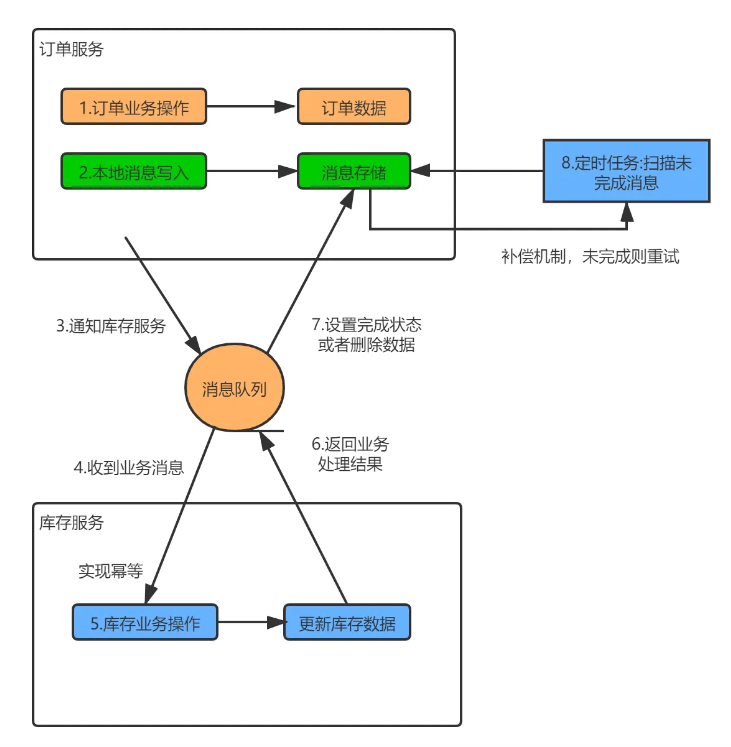 订单服务
1.订单业务操作
订单数据
2.本地消息写入
消息存储
8.定时任务:扫描未
完成消息
补偿机制，未完成则重试
3.通知库存服务
7.设置完成状态
或者删除数据
消息队列
4.收到业务消息
6.返回业务
处理结果
库存服务
实现幂等
5.库存业务操作
更新库存数据